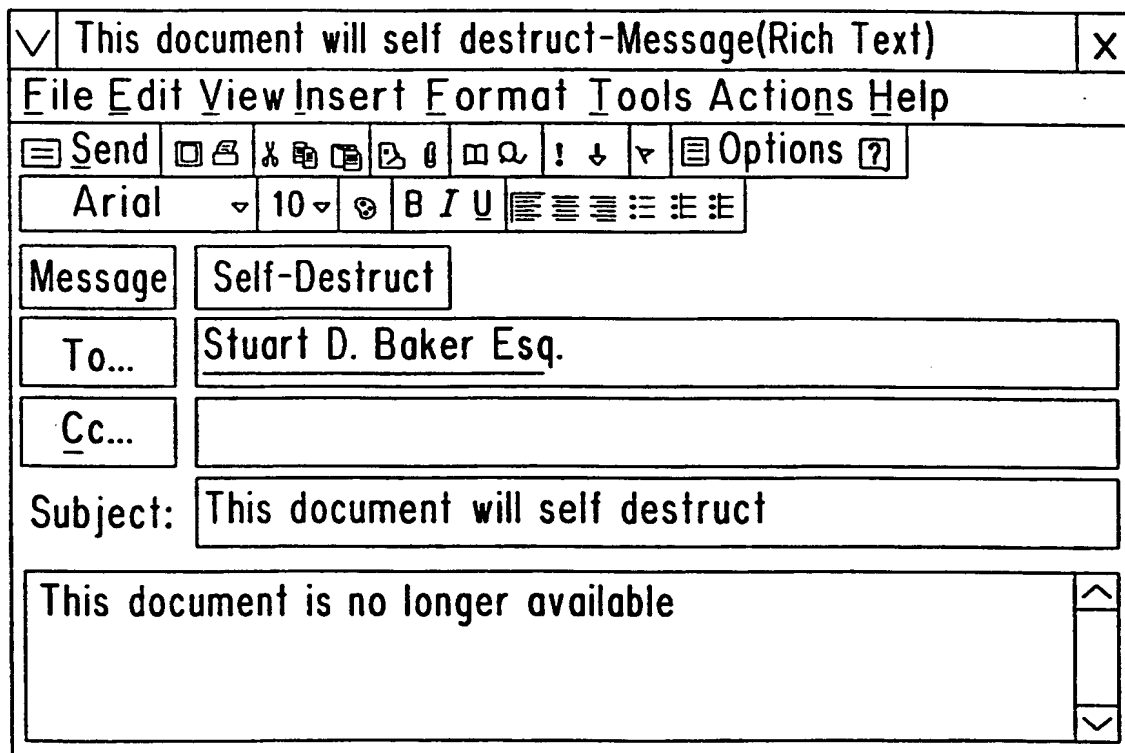 This document will self destruct-Message(Rich Text) X
File Edit View Insert Format Tools Actions Help
Send ! Options ?
Arial 10 B I U
Message Self-Destruct
To... Stuart D. Baker Esq.
Cc...
Subject: This document will self destruct
This document is no longer available